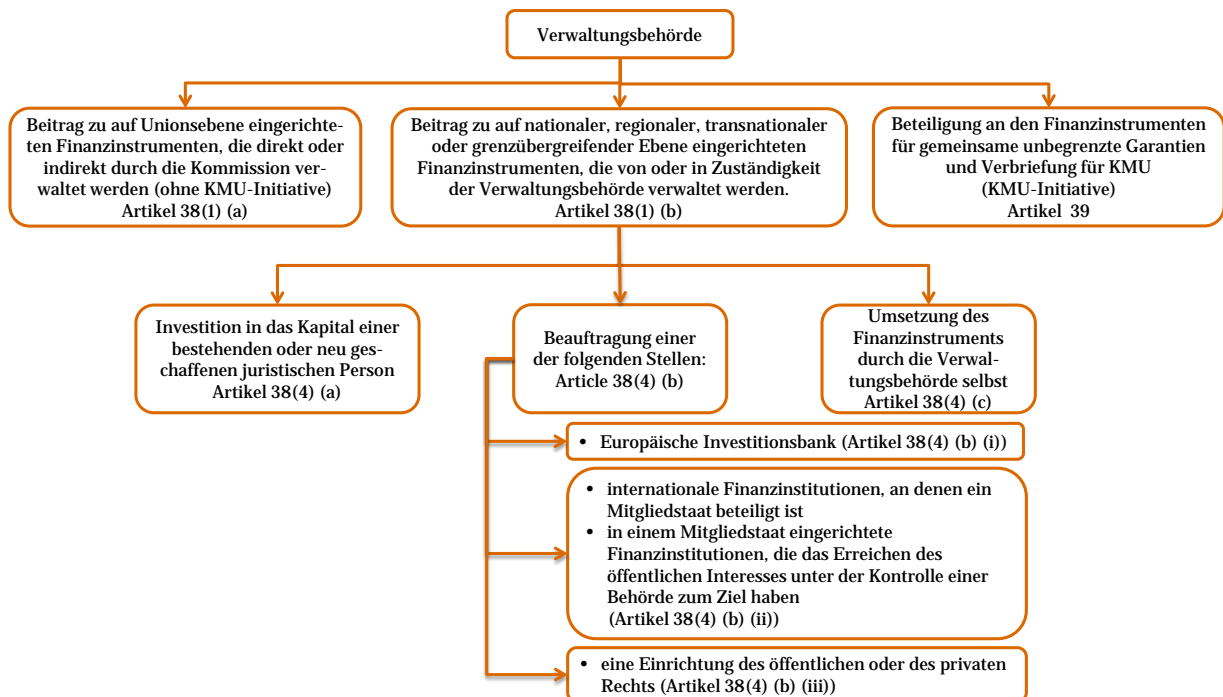 Verwaltungsbehörde
Beitrag zu auf Unionsebene eingerichte-
ten Finanzinstrumenten, die direkt oder
indirekt durch die Kommission ver-
waltet werden (ohne KMU-Initiative)
Artikel 38(1) (a)
Beitrag zu auf nationaler, regionaler, transnationaler
oder grenzübergreifender Ebene eingerichteten
Finanzinstrumenten, die von oder in Zuständigkeit
der Verwaltungsbehörde verwaltet werden.
Artikel 38(1) (b)
Beteiligung an den Finanzinstrumenten
für gemeinsame unbegrenzte Garantien
und Verbriefung für KMU
(KMU-Initiative)
Artikel 39
Investition in das Kapital einer
bestehenden oder neu ges-
chaffenen juristischen Person
Artikel 38(4) (a)
Beauftragung einer
der folgenden Stellen:
Article 38(4) (b)
Umsetzung des
Finanzinstruments
durch die Verwal-
tungsbehörde selbst
Artikel 38(4) (c)
• Europäische Investitionsbank (Artikel 38(4) (b) (i))
• internationale Finanzinstitutionen, an denen ein
Mitgliedstaat beteiligt ist
• in einem Mitgliedstaat eingerichtete
Finanzinstitutionen, die das Erreichen des
öffentlichen Interesses unter der Kontrolle einer
Behörde zum Ziel haben
(Artikel 38(4) (b) (ii))
• eine Einrichtung des öffentlichen oder des privaten
Rechts (Artikel 38(4) (b) (iii))